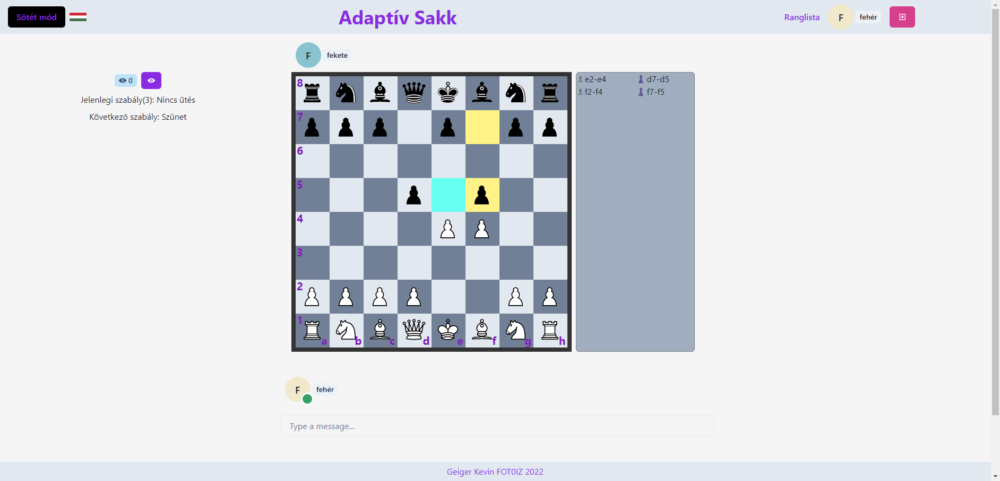 Sötét mód
Adaptív Sakk
Ranglista
F
fehér
F
fekete
0
Jelenlegi szabály(3): Nincs ütés
Következő szabály: Szünet
8
7
6
5
4
3
2
1
a b c d e f g h
e2-e4 d7-d5
f2-f4 f7-f5
F
fehér
Type a message...
Geiger Kevin FOT0IZ 2022